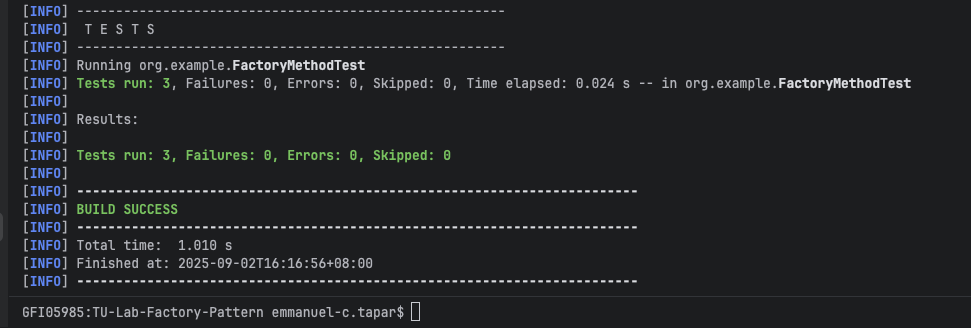 [INFO] -------------------------------------------------------
[INFO]  T E S T S
[INFO] -------------------------------------------------------
[INFO] Running org.example.FactoryMethodTest
[INFO] Tests run: 3, Failures: 0, Errors: 0, Skipped: 0, Time elapsed: 0.024 s -- in org.example.FactoryMethodTest
[INFO]
[INFO] Results:
[INFO]
[INFO] Tests run: 3, Failures: 0, Errors: 0, Skipped: 0
[INFO]
[INFO] ------------------------------------------------------------------------
[INFO] BUILD SUCCESS
[INFO] ------------------------------------------------------------------------
[INFO] Total time:  1.010 s
[INFO] Finished at: 2025-09-02T16:16:56+08:00
[INFO] ------------------------------------------------------------------------
GFI05985:TU-Lab-Factory-Pattern emmanuel-c.tapar$